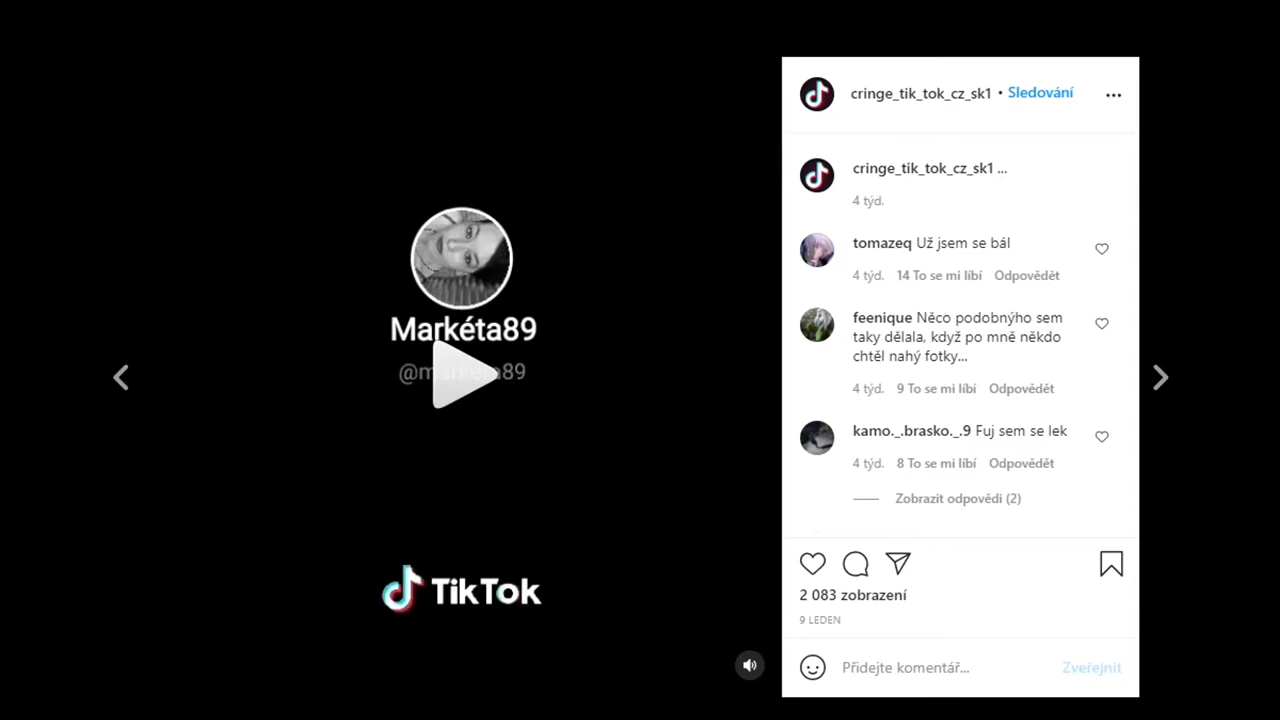 Markéta89
@markéta89
TikTok
cringe_tik_tok_cz_sk1 • Sledování
cringe_tik_tok_cz_sk1 ...
4 týd.
tomazeq Už jsem se bál
4 týd. 14 To se mi líbí Odpovědět
feenique Něco podobnýho sem
taky dělala, když po mně někdo
chtěl nahý fotky...
4 týd. 9 To se mi líbí Odpovědět
kamo._.brasko._.9 Fuj sem se lek
4 týd. 8 To se mi líbí Odpovědět
Zobrazit odpovědi (2)
2 083 zobrazení
9 LEDEN
Přidejte komentář...
Zveřejnit